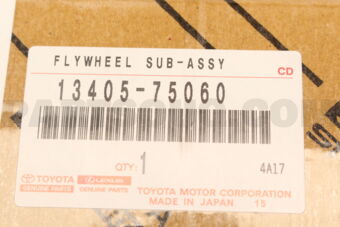 FLYWHEEL SUB-ASSY
CD
13405-75060
QTY: 1
4A17
TOYOTA LEXUS
GENUINE PARTS GENUINE PARTS
TOYOTA MOTOR CORPORATION
MADE IN JAPAN 15